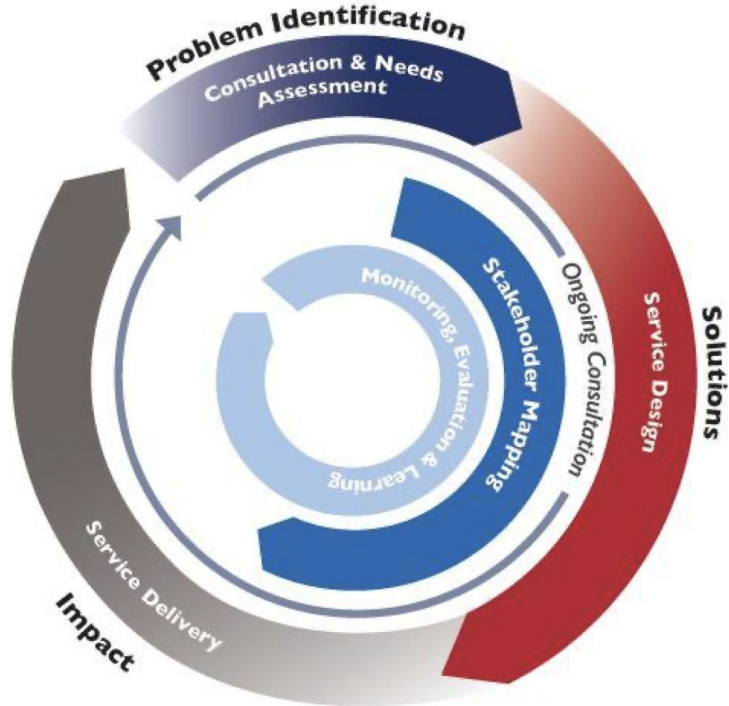 Problem Identification
Consultation & Needs
Assessment
Solutions
Service Design
Ongoing Consultation
Stakeholder Mapping
Monitoring, Evaluation & Learning
Service Delivery
Impact